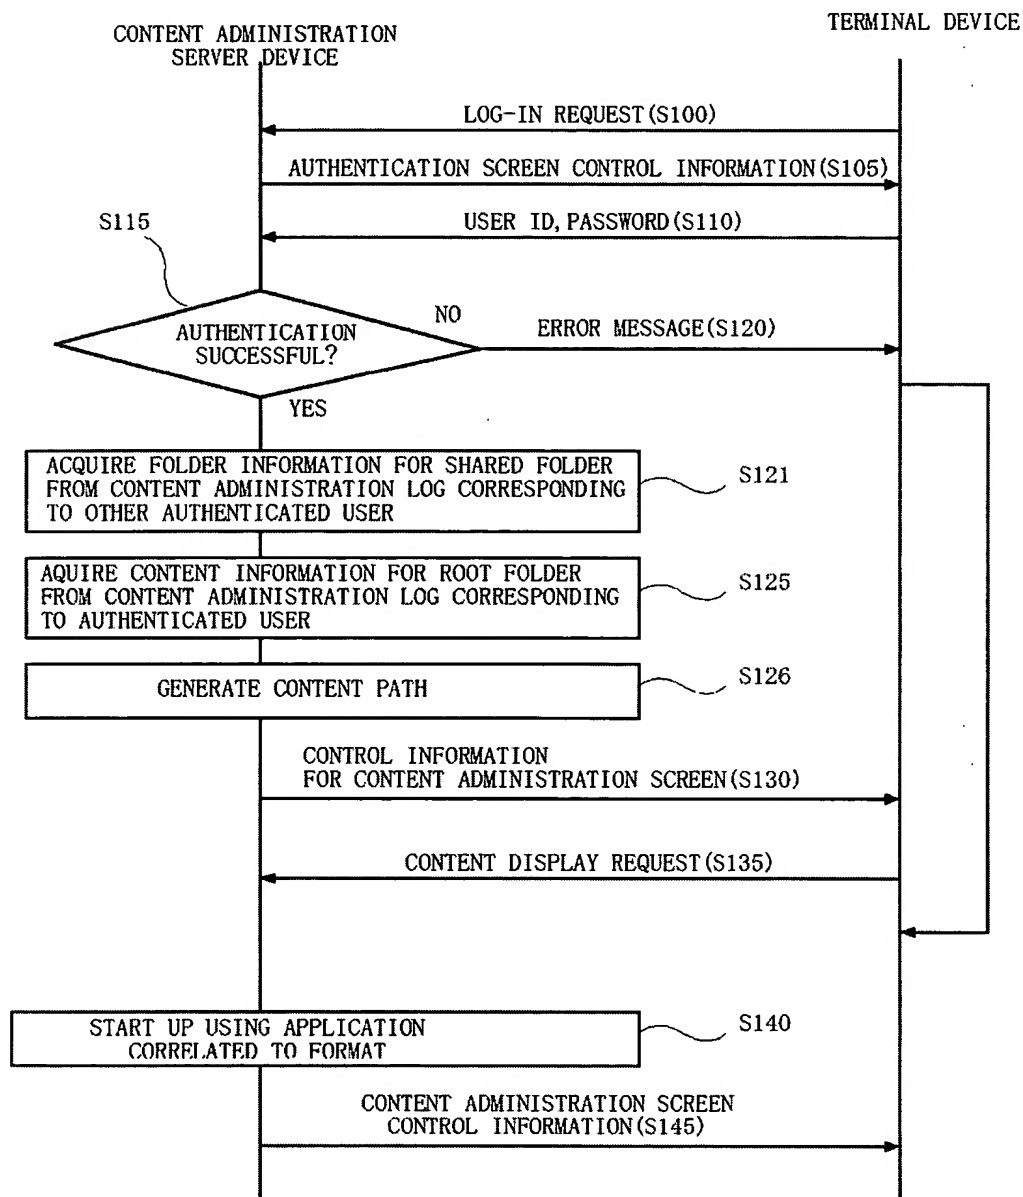 CONTENT ADMINISTRATION
SERVER DEVICE
TERMINAL DEVICE
LOG-IN REQUEST(S100)
AUTHENTICATION SCREEN CONTROL INFORMATION(S105)
USER ID, PASSWORD(S110)
S115
AUTHENTICATION
SUCCESSFUL?
NO
ERROR MESSAGE(S120)
YES
ACQUIRE FOLDER INFORMATION FOR SHARED FOLDER
FROM CONTENT ADMINISTRATION LOG CORRESPONDING
TO OTHER AUTHENTICATED USER
S121
AQUIRE CONTENT INFORMATION FOR ROOT FOLDER
FROM CONTENT ADMINISTRATION LOG CORRESPONDING
TO AUTHENTICATED USER
S125
GENERATE CONTENT PATH
S126
CONTROL INFORMATION
FOR CONTENT ADMINISTRATION SCREEN(S130)
CONTENT DISPLAY REQUEST(S135)
START UP USING APPLICATION
CORRELATED TO FORMAT
S140
CONTENT ADMINISTRATION SCREEN
CONTROL INFORMATION(S145)